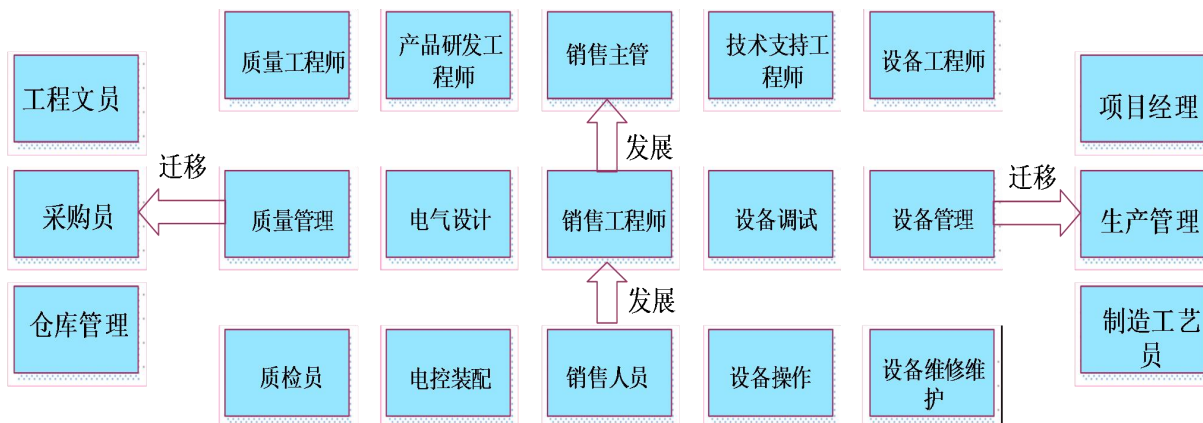 质量工程师
产品研发工
程师
销售主管
技术支持工
程师
设备工程师
工程文员
项目经理
发展
迁移
迁移
采购员
质量管理
电气设计
销售工程师
设备调试
设备管理
生产管理
发展
仓库管理
制造工艺
员
质检员
电控装配
销售人员
设备操作
设备维修维
护